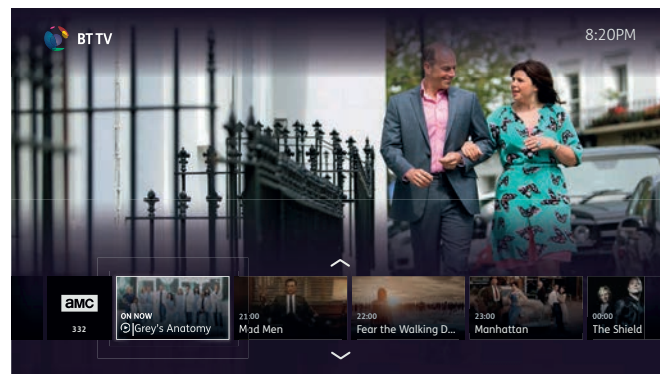 BT TV
8:20PM
aMC
332
ON NOW
Grey's Anatomy
21:00
Mad Men
22:00
Fear the Walking D...
23:00
Manhattan
00:00
The Shield